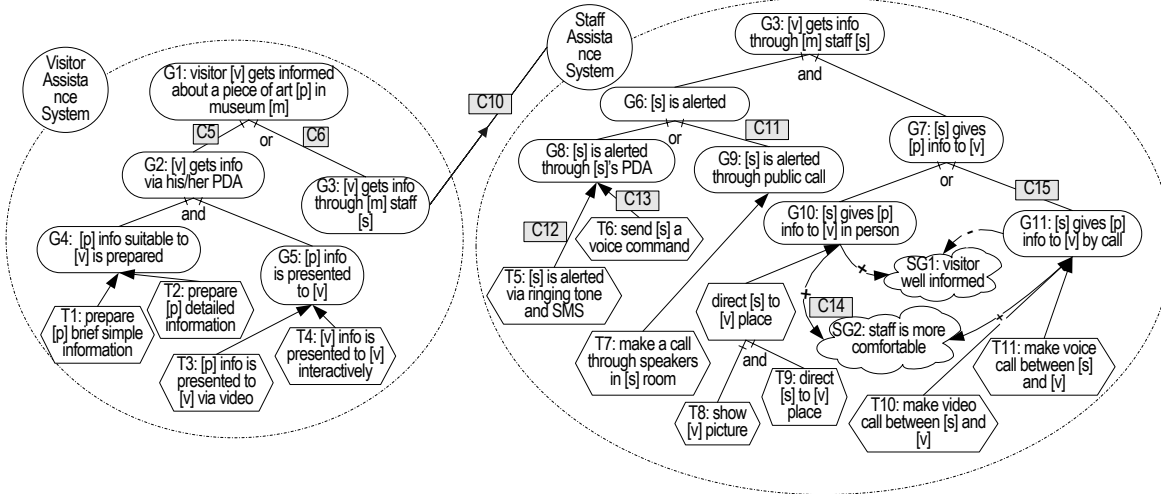 Visitor
Assista
nce
System
G1: visitor [v] gets informed
about a piece of art [p] in
museum [m]
C5
or
C6
G2: [v] gets info
via his/her PDA
G3: [v] gets info
through [m] staff
[s]
and
G4: [p] info suitable to
[v] is prepared
G5: [p] info
is presented
to [v]
T1: prepare
[p] brief simple
information
T2: prepare
[p] detailed
information
T3: [p] info is
presented to
[v] via video
T4: [v] info is
presented to [v]
interactively
C10
Staff
Assista
nce
System
G3: [v] gets info
through [m] staff [s]
and
G6: [s] is alerted
or
C11
G7: [s] gives
[p] info to [v]
or
G8: [s] is alerted
through [s]'s PDA
G9: [s] is alerted
through public call
C12
C13
T6: send [s] a
voice command
T5: [s] is alerted
via ringing tone
and SMS
T7: make a call
through speakers
in [s] room
C15
G10: [s] gives [p]
info to [v] in person
G11: [s] gives [p]
info to [v] by call
SG1: visitor
well informed
C14
SG2: staff is more
comfortable
direct [s] to
[v] place
and
T8: show
[v] picture
T9: direct
[s] to [v]
place
T10: make video
call between [s] and
[v]
T11: make voice
call between [s]
and [v]